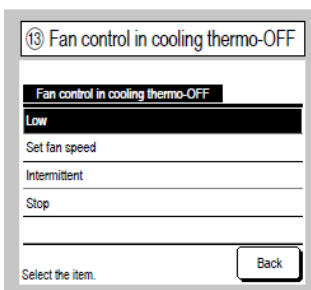 ⑬ Fan control in cooling thermo-OFF
Fan control in cooling thermo-OFF
Low
Set fan speed
Intermittent
Stop
Select the item.
Back